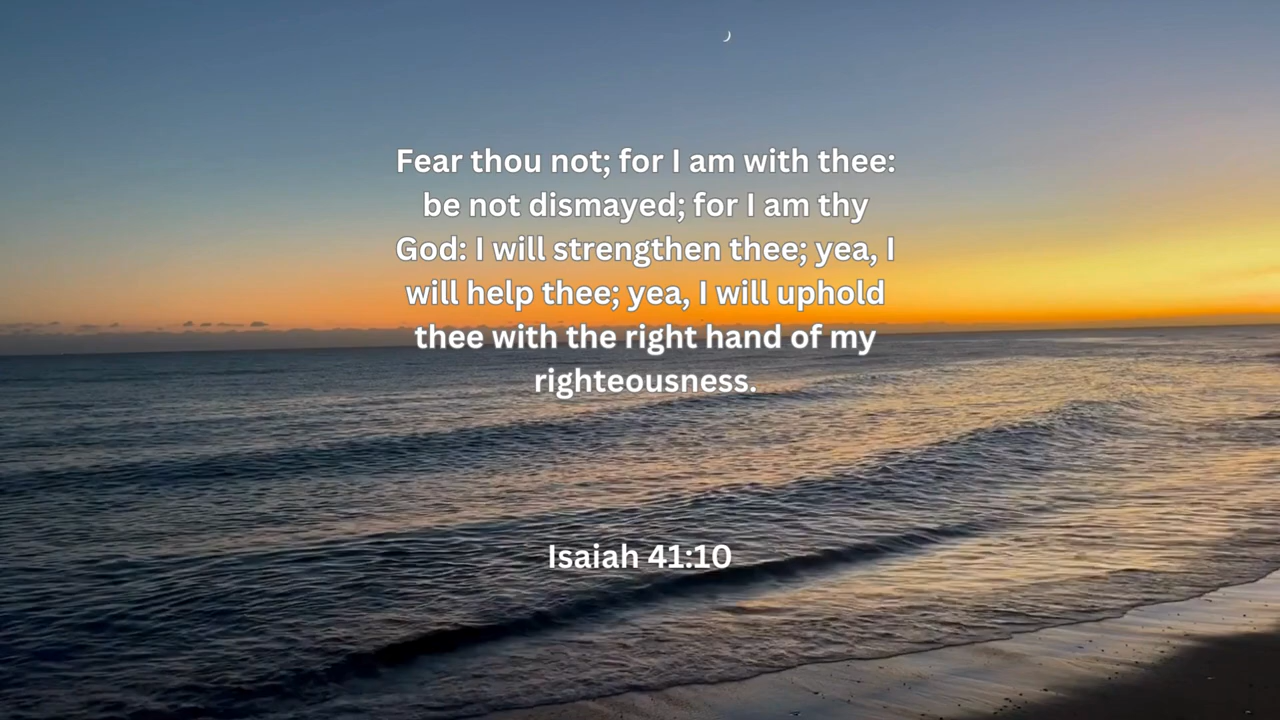 Fear thou not; for I am with thee:
be not dismayed; for I am thy
God: I will strengthen thee; yea, I
will help thee; yea, I will uphold
thee with the right hand of my
righteousness.
Isaiah 41:10